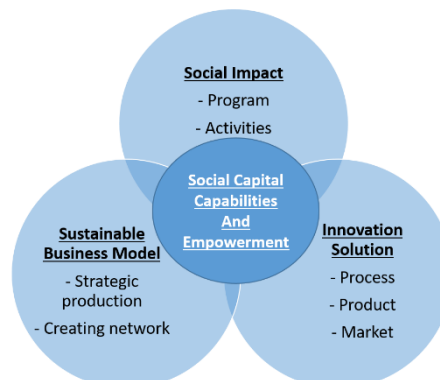 Social Impact
- Program
- Activities
Social Capital
Capabilities
And
Empowerment
Sustainable
Business Model
- Strategic
production
- Creating network
Innovation
Solution
- Process
- Product
- Market